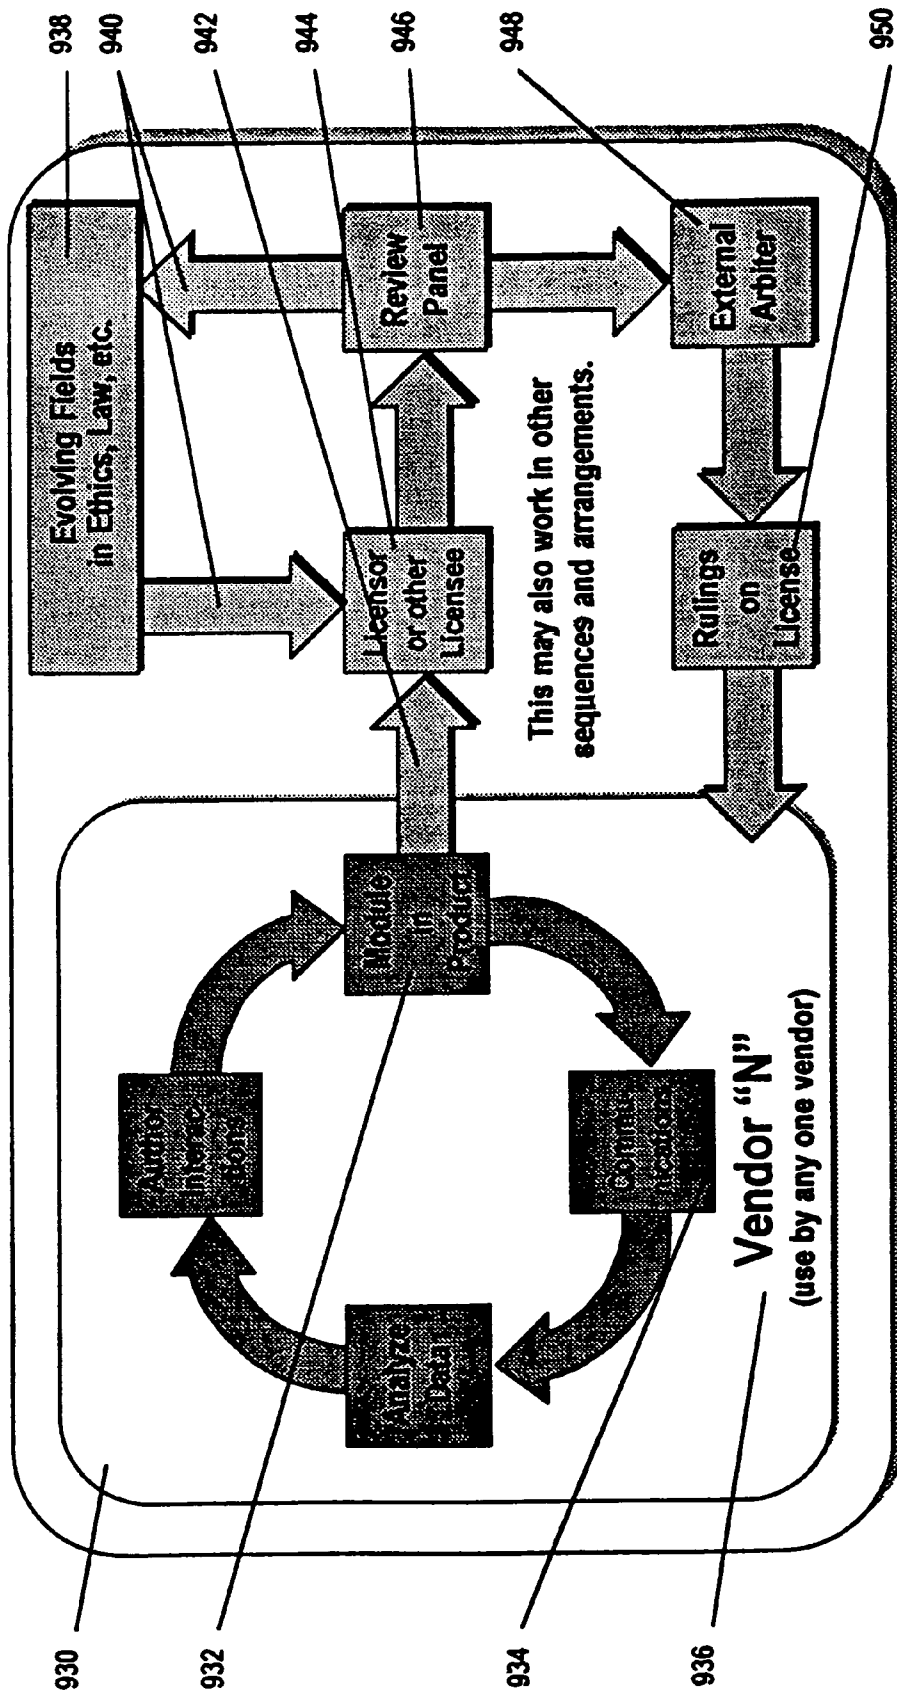 938
940
942
944
946
948
950
Evolving Fields
in Ethics, Law, etc.
Licensor
or other
Licensee
Review
Panel
This may also work in other
sequences and arrangements.
External
Arbiter
Rulings
on
License
Module
in
Product
Analyze
Data
Vendor “N”
(use by any one vendor)
930
932
934
936